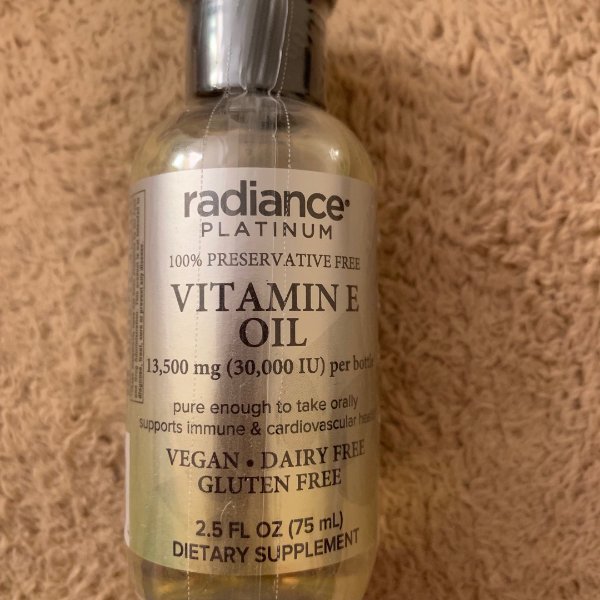 radiance®
PLATINUM
100% PRESERVATIVE FREE
VITAMIN E
OIL
13,500 mg (30,000 IU) per bottle
pure enough to take orally
supports immune & cardiovascular health
VEGAN • DAIRY FREE
GLUTEN FREE
2.5 FL OZ (75 mL)
DIETARY SUPPLEMENT